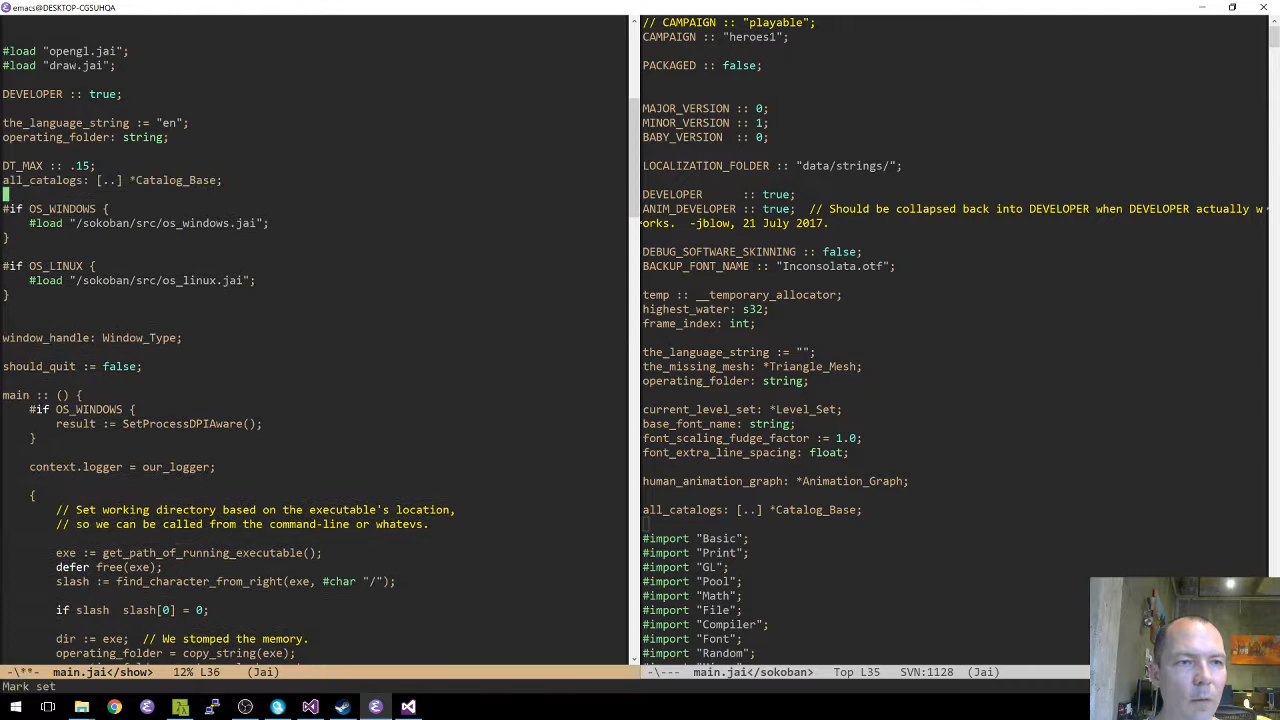 emacs@DESKTOP-CGSUHQA
#load "opengl.jai";
#load "draw.jai";
DEVELOPER :: true;
the_language_string := "en";
operating_folder: string;
DT_MAX :: .15;
all_catalogs: [..] *Catalog_Base;
#if OS_WINDOWS {
#load "/sokoban/src/os_windows.jai";
}
#if OS_LINUX {
#load "/sokoban/src/os_linux.jai";
}
window_handle: Window_Type;
should_quit := false;
main :: () {
#if OS_WINDOWS {
result := SetProcessDPIAware();
}
context.logger = our_logger;
{
// Set working directory based on the executable's location,
// so we can be called from the command-line or whatevs.
exe := get_path_of_running_executable();
defer free(exe);
slash := find_character_from_right(exe, #char "/");
if slash  slash[0] = 0;
dir := exe;  // We stomped the memory.
operating_folder = copy_string(exe);
-\**-  main.jai</show>   12% L36    (Jai)
Mark set
// CAMPAIGN :: "playable";
CAMPAIGN :: "heroes1";
PACKAGED :: false;
MAJOR_VERSION :: 0;
MINOR_VERSION :: 1;
BABY_VERSION  :: 0;
LOCALIZATION_FOLDER :: "data/strings/";
DEVELOPER      :: true;
ANIM_DEVELOPER :: true;  // Should be collapsed back into DEVELOPER when DEVELOPER actually w
orks.  -jblow, 21 July 2017.
DEBUG_SOFTWARE_SKINNING :: false;
BACKUP_FONT_NAME :: "Inconsolata.otf";
temp :: __temporary_allocator;
highest_water: s32;
frame_index: int;
the_language_string := "";
the_missing_mesh: *Triangle_Mesh;
operating_folder: string;
current_level_set: *Level_Set;
base_font_name: string;
font_scaling_fudge_factor := 1.0;
font_extra_line_spacing: float;
human_animation_graph: *Animation_Graph;
all_catalogs: [..] *Catalog_Base;
#import "Basic";
#import "Print";
#import "GL";
#import "Pool";
#import "Math";
#import "File";
#import "Compiler";
#import "Font";
#import "Random";
-\---  main.jai</sokoban>   Top L35    SVN:1128  (Jai)